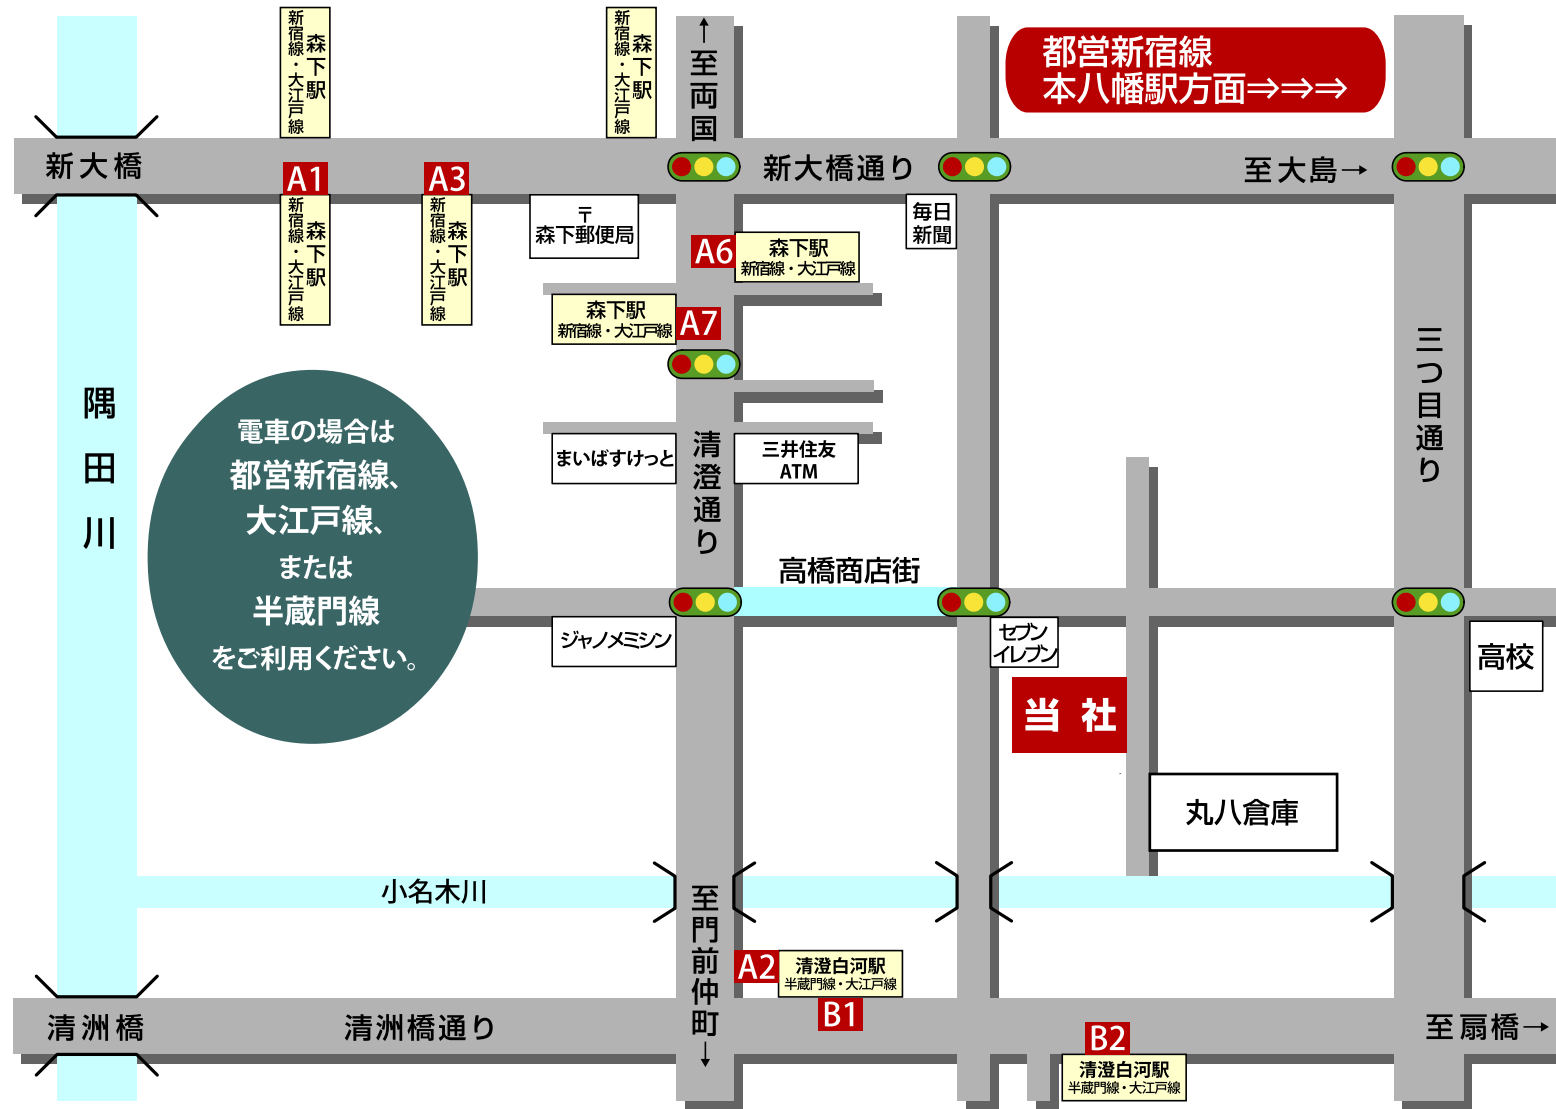 森下駅
新宿線・大江戸線
森下駅
新宿線・大江戸線
↑至両国
都営新宿線
本八幡駅方面⇒⇒⇒
新大橋
新大橋通り
至大島→
A1
A3
森下駅
新宿線・大江戸線
森下駅
新宿線・大江戸線
〒
森下郵便局
毎日
新聞
A6
森下駅
新宿線・大江戸線
森下駅
新宿線・大江戸線
A7
隅田川
三つ目通り
電車の場合は
都営新宿線、
大江戸線、
または
半蔵門線
をご利用ください。
清澄通り
まいばすけっと
三井住友
ATM
高橋商店街
ジャノメミシン
セブン
イレブン
高校
当社
丸八倉庫
小名木川
至門前仲町↓
A2
清澄白河駅
半蔵門線・大江戸線
B1
清洲橋
清洲橋通り
至扇橋→
B2
清澄白河駅
半蔵門線・大江戸線